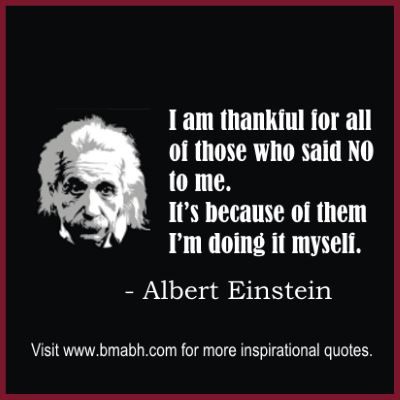 I am thankful for all
of those who said NO
to me.
It's because of them
I'm doing it myself.
- Albert Einstein
Visit www.bmabh.com for more inspirational quotes.